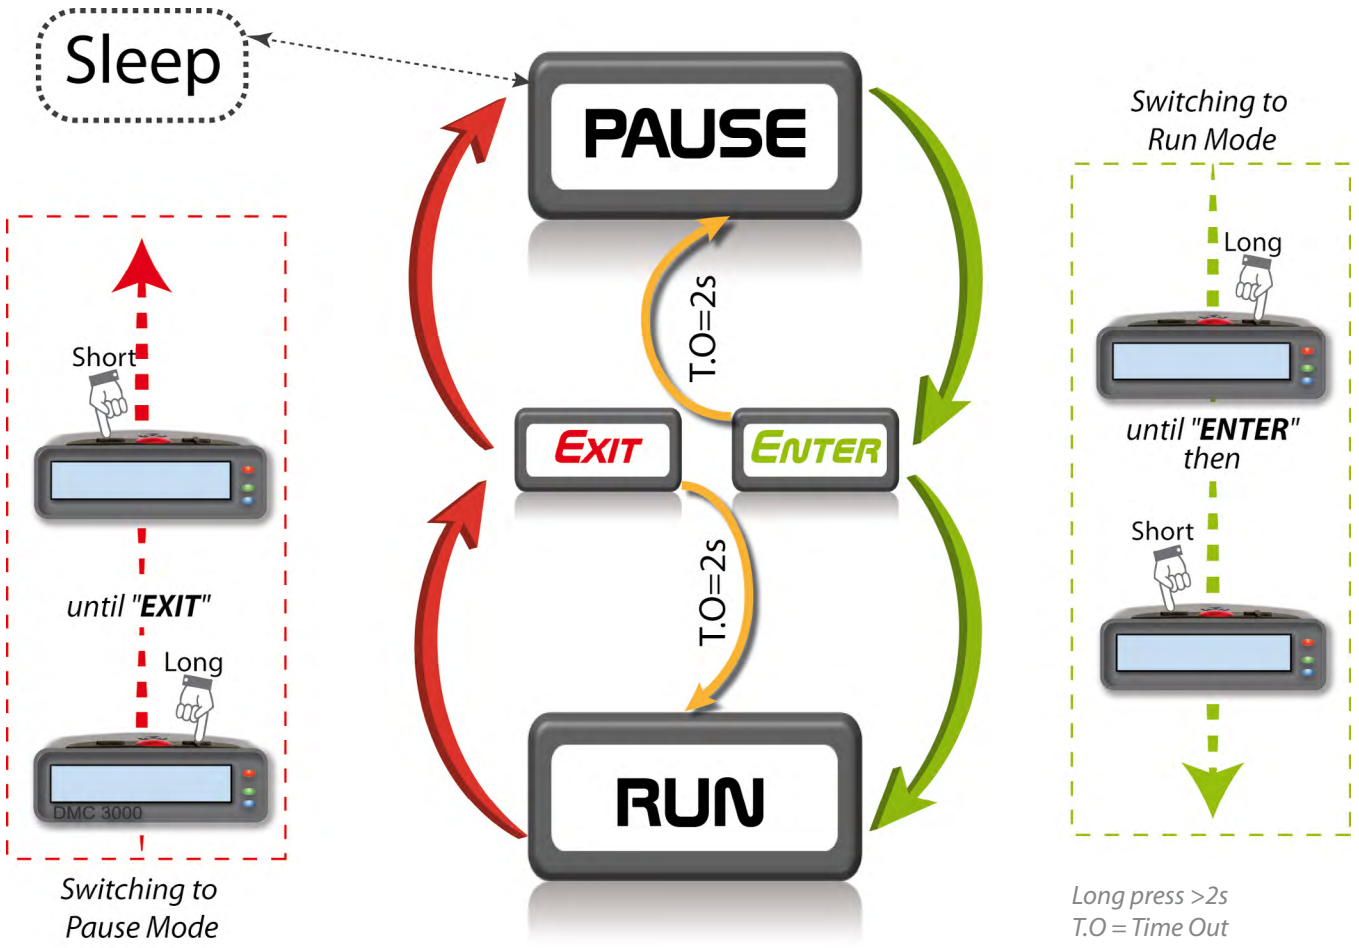 Sleep
PAUSE
Switching to
Run Mode
Long
T.O=2s
Short
until "ENTER"
then
EXIT
ENTER
Short
T.O=2s
until "EXIT"
Long
RUN
DMC 3000
Switching to
Pause Mode
Long press >2s
T.O = Time Out